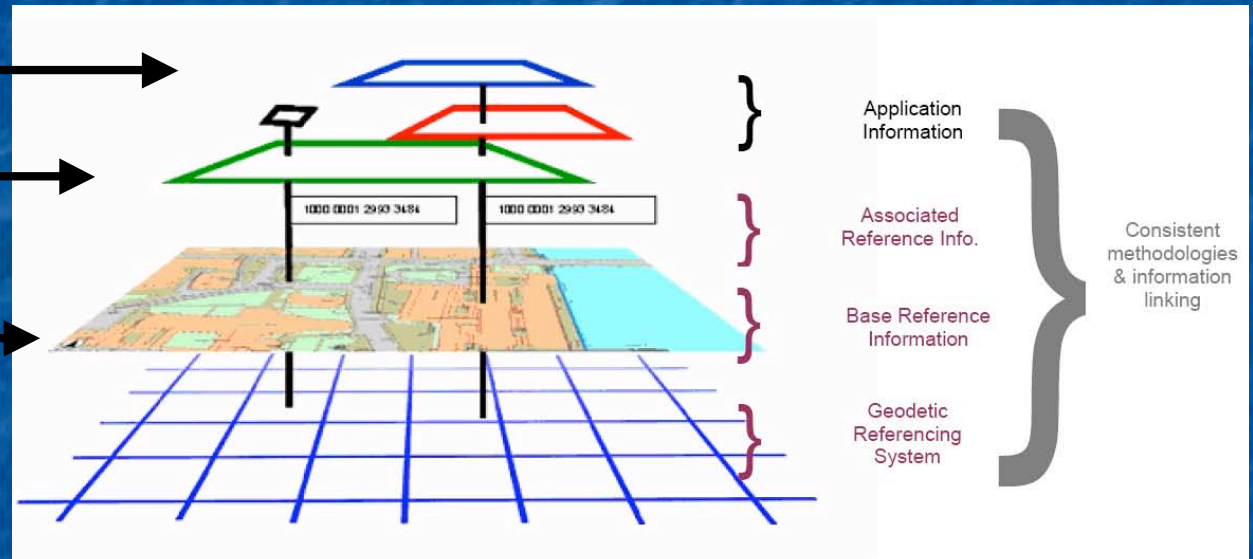 Application
Information
1000 0001 2993 3484
1000 0001 2993 3484
Associated
Reference Info.
Consistent
methodologies
& information
linking
Base Reference
Information
Geodetic
Referencing
System